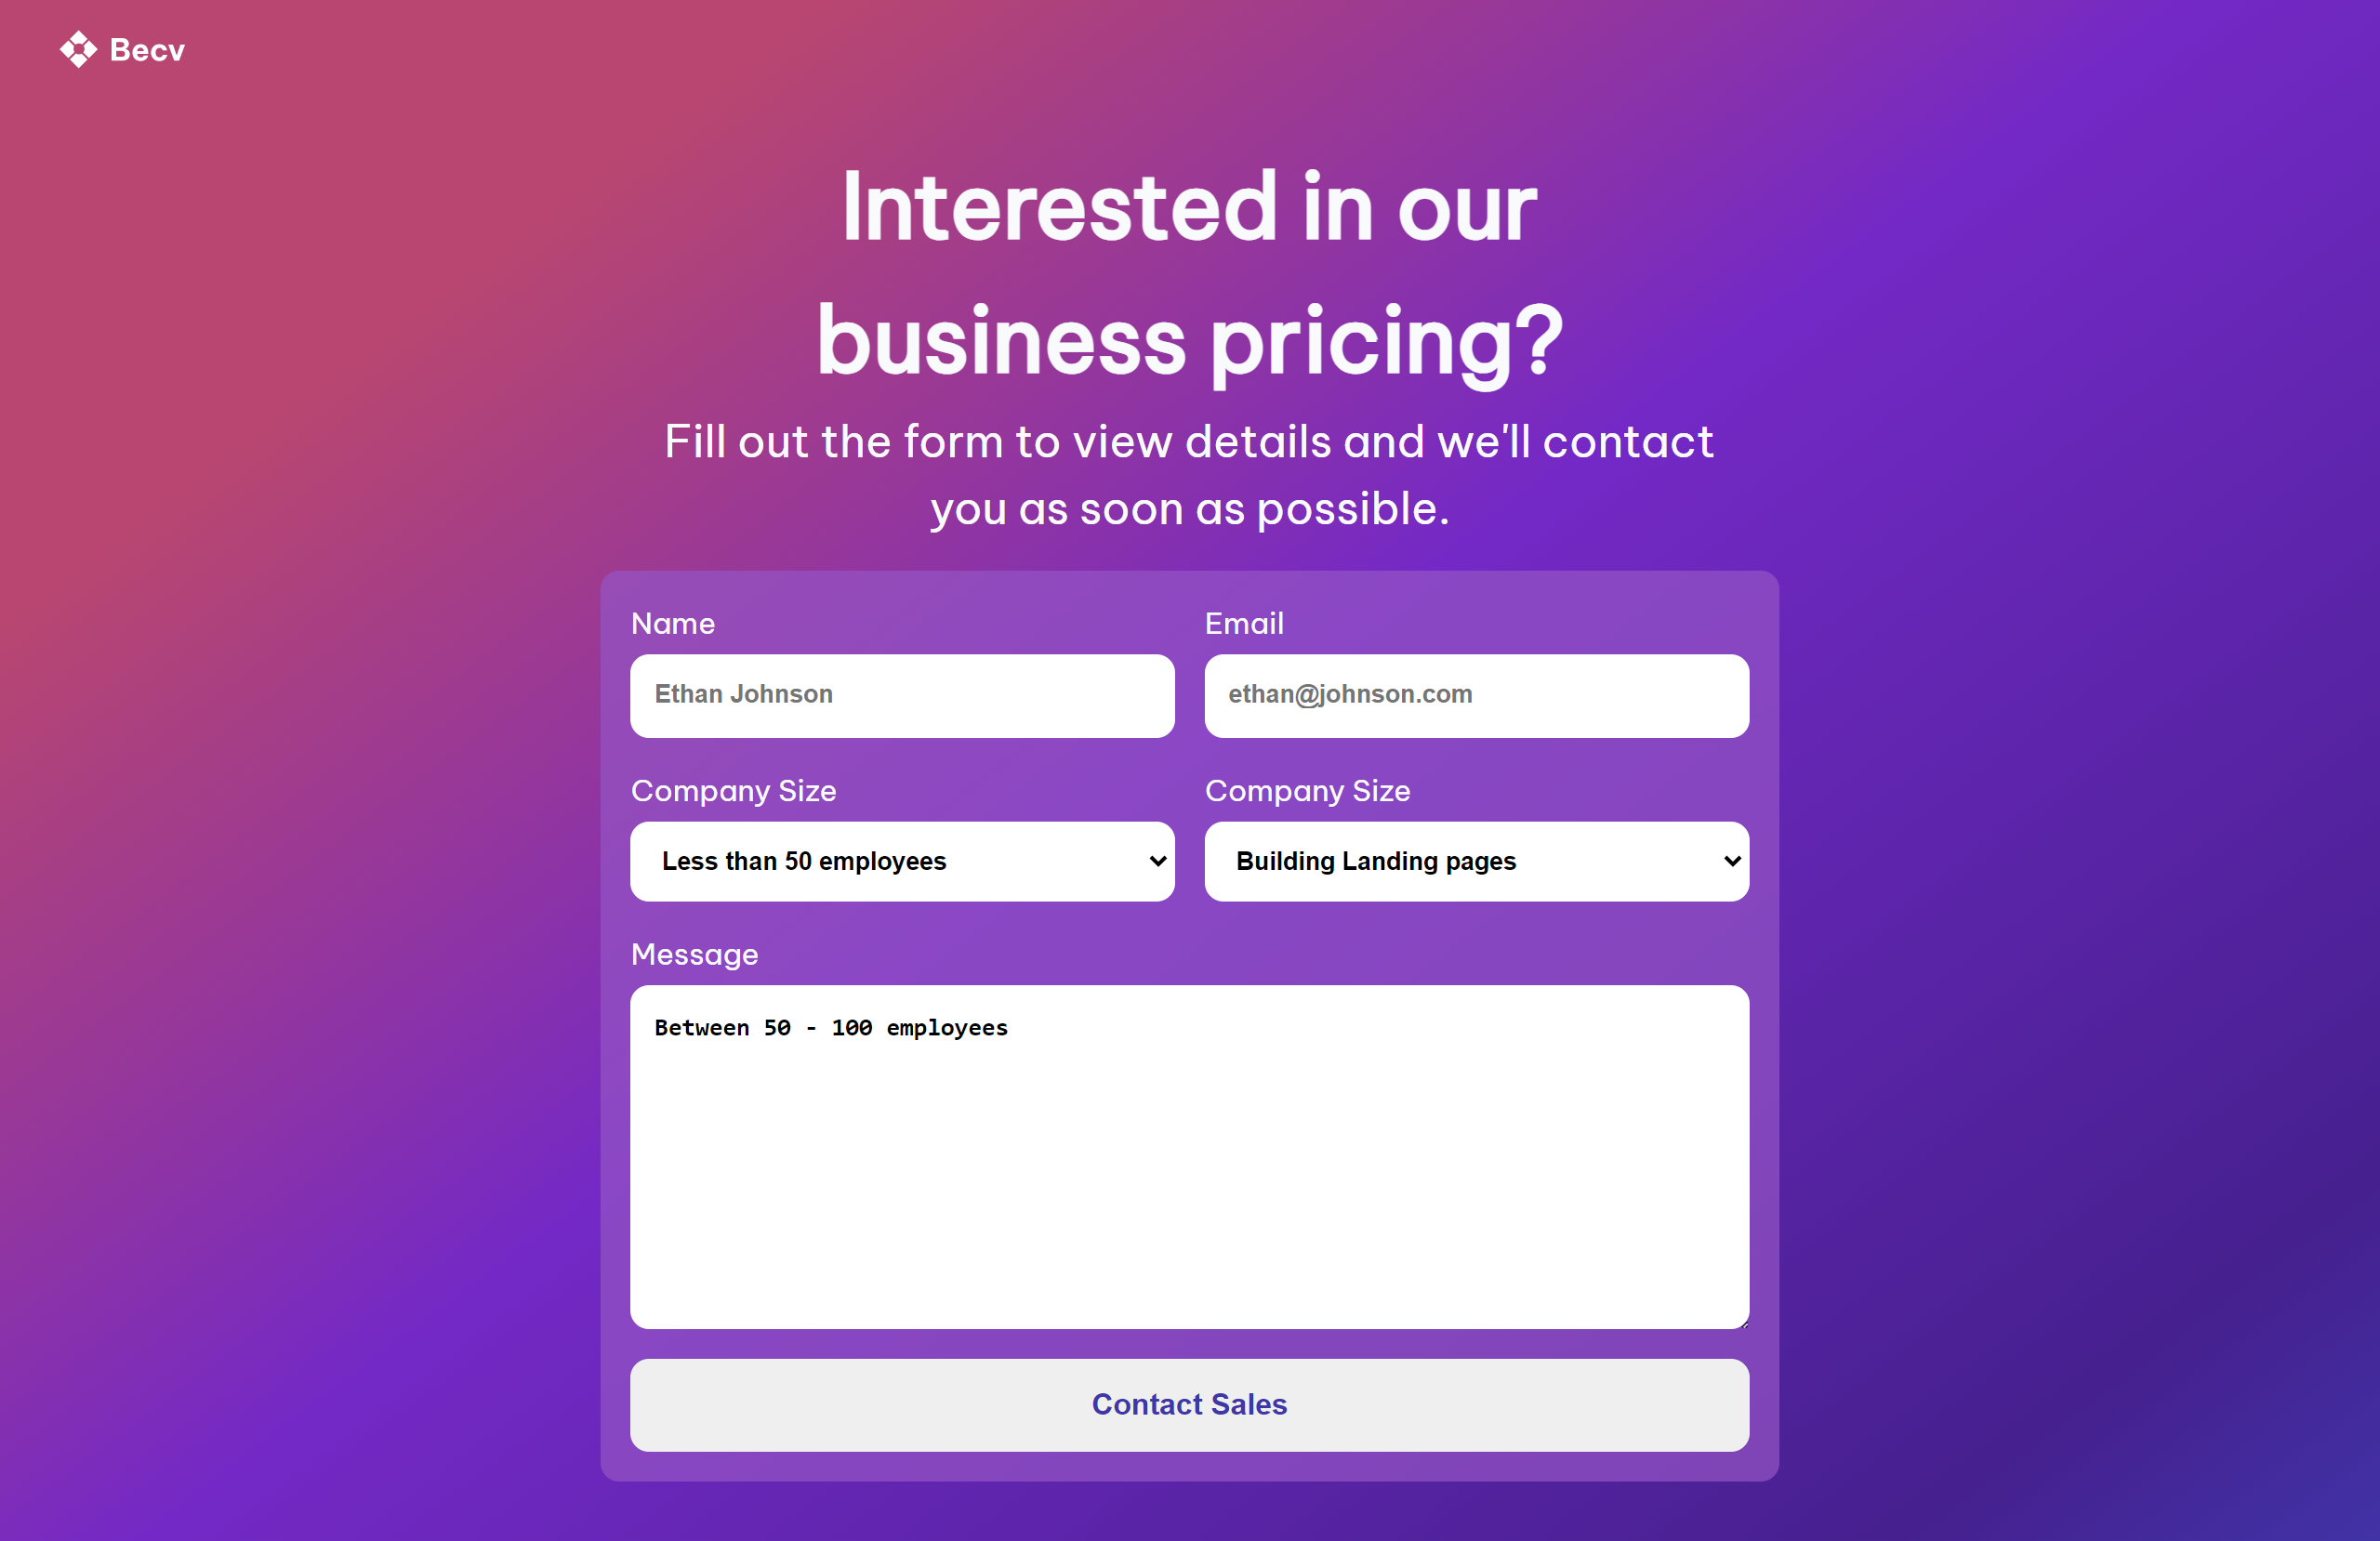 Becv
Interested in our
business pricing?
Fill out the form to view details and we'll contact
you as soon as possible.
Name
Email
Ethan Johnson
ethan@johnson.com
Company Size
Company Size
Less than 50 employees
Building Landing pages
Message
Between 50 - 100 employees
Contact Sales